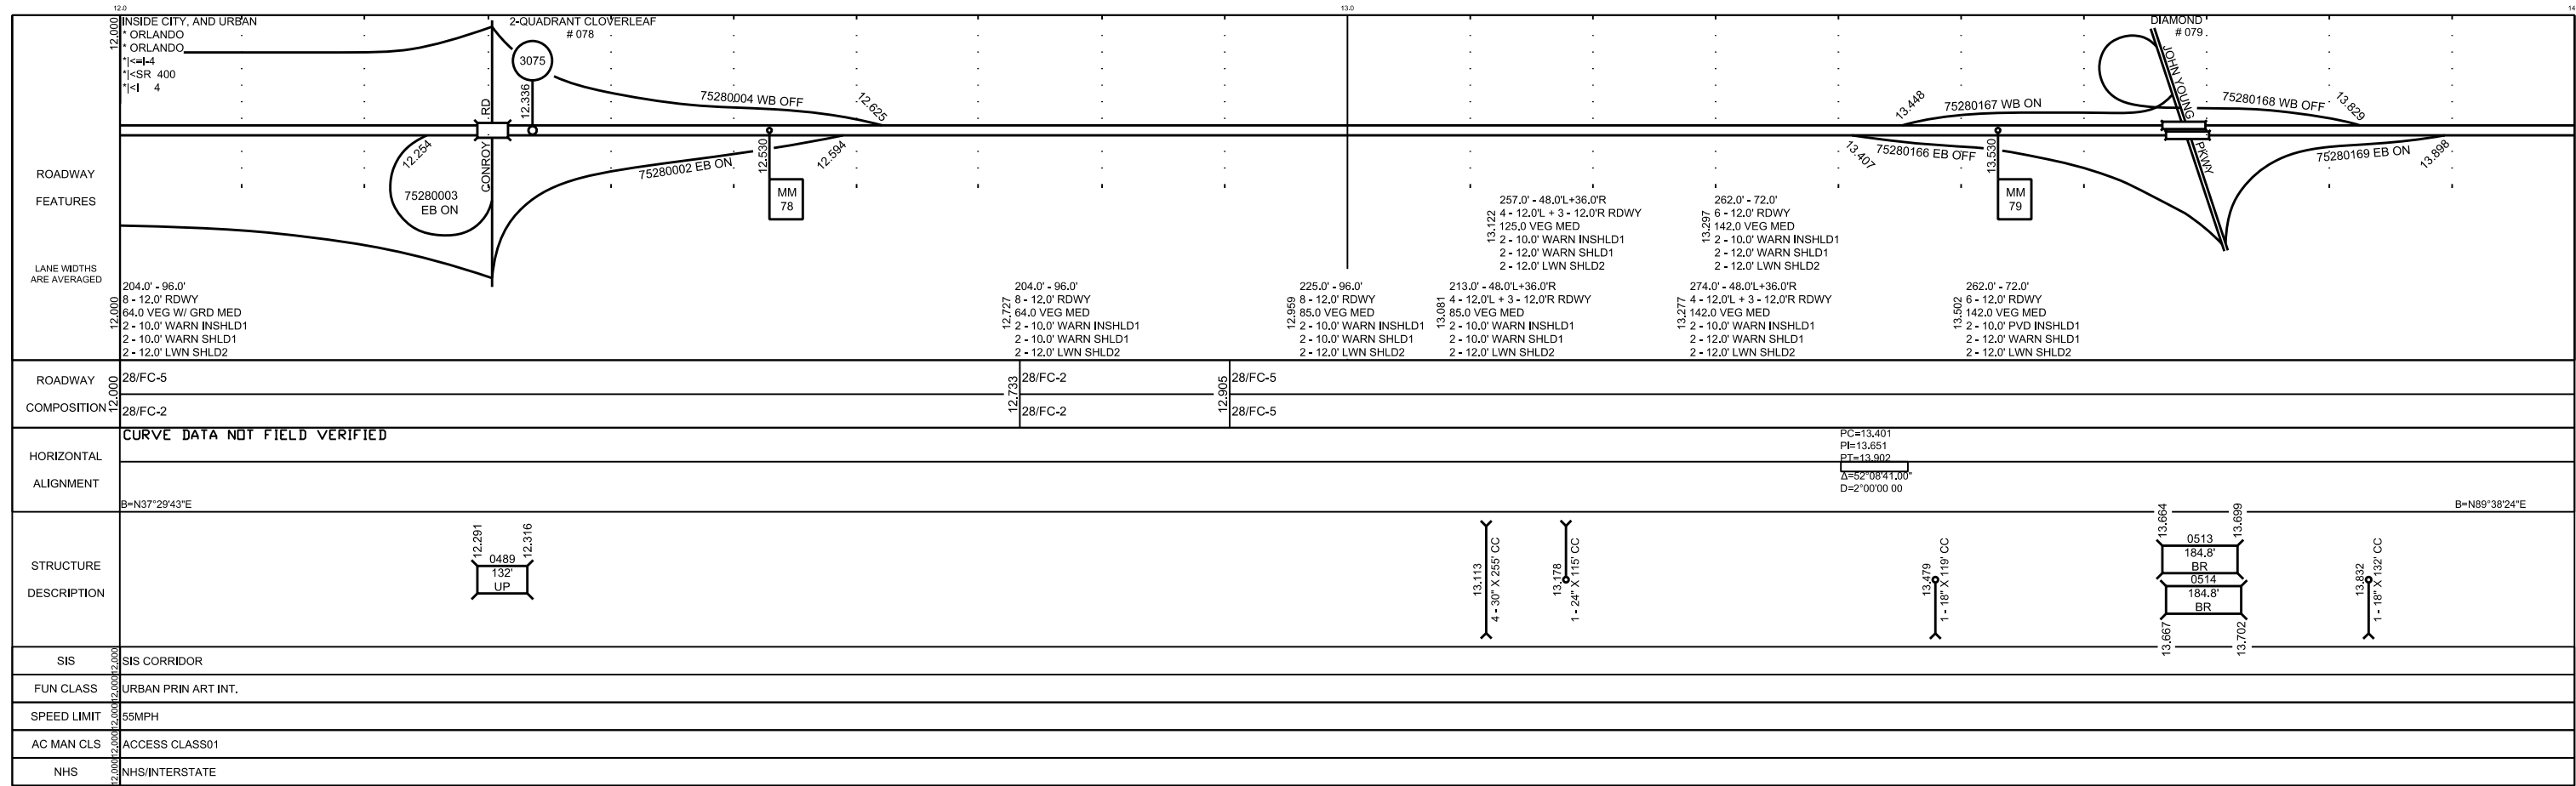 12.0
13.0
14
12.000
INSIDE CITY, AND URBAN
* ORLANDO
* ORLANDO
*|<=I-4
*|<SR 400
*|<I 4
2-QUADRANT CLOVERLEAF
# 078
3075
12.336
CONROY RD
75280004 WB OFF
12.625
12.254
75280003
EB ON
75280002 EB ON
12.530
12.594
MM
78
DIAMOND
# 079
JOHN YOUNG PKWY
13.448
75280167 WB ON
75280168 WB OFF
13.829
13.407
75280166 EB OFF
13.530
MM
79
75280169 EB ON
13.898
ROADWAY
FEATURES
LANE WIDTHS
ARE AVERAGED
13.122
257.0' - 48.0'L+36.0'R
4 - 12.0'L + 3 - 12.0'R RDWY
125.0 VEG MED
2 - 10.0' WARN INSHLD1
2 - 12.0' WARN SHLD1
2 - 12.0' LWN SHLD2
13.297
262.0' - 72.0'
6 - 12.0' RDWY
142.0 VEG MED
2 - 10.0' WARN INSHLD1
2 - 12.0' WARN SHLD1
2 - 12.0' LWN SHLD2
12.000
204.0' - 96.0'
8 - 12.0' RDWY
64.0 VEG W/ GRD MED
2 - 10.0' WARN INSHLD1
2 - 10.0' WARN SHLD1
2 - 12.0' LWN SHLD2
12.727
204.0' - 96.0'
8 - 12.0' RDWY
64.0 VEG MED
2 - 10.0' WARN INSHLD1
2 - 10.0' WARN SHLD1
2 - 12.0' LWN SHLD2
12.959
225.0' - 96.0'
8 - 12.0' RDWY
85.0 VEG MED
2 - 10.0' WARN INSHLD1
2 - 10.0' WARN SHLD1
2 - 12.0' LWN SHLD2
13.081
213.0' - 48.0'L+36.0'R
4 - 12.0'L + 3 - 12.0'R RDWY
85.0 VEG MED
2 - 10.0' WARN INSHLD1
2 - 10.0' WARN SHLD1
2 - 12.0' LWN SHLD2
13.277
274.0' - 48.0'L+36.0'R
4 - 12.0'L + 3 - 12.0'R RDWY
142.0 VEG MED
2 - 10.0' WARN INSHLD1
2 - 12.0' WARN SHLD1
2 - 12.0' LWN SHLD2
13.502
262.0' - 72.0'
6 - 12.0' RDWY
142.0 VEG MED
2 - 10.0' PVD INSHLD1
2 - 12.0' WARN SHLD1
2 - 12.0' LWN SHLD2
ROADWAY
COMPOSITION
12.000
28/FC-5
28/FC-2
12.733
28/FC-2
28/FC-2
12.905
28/FC-5
28/FC-5
HORIZONTAL
ALIGNMENT
CURVE DATA NOT FIELD VERIFIED
B=N37°29'43"E
PC=13.401
PI=13.651
PT=13.902
Δ=52°08'41.00"
D=2°00'00 00
B=N89°38'24"E
STRUCTURE
DESCRIPTION
12.291
12.316
0489
132'
UP
13.113
4 - 30" X 255' CC
13.178
1 - 24" X 115' CC
13.479
1 - 18" X 119' CC
13.664
13.699
0513
184.8'
BR
0514
184.8'
BR
13.667
13.702
13.832
1 - 18" X 132' CC
SIS
12.000
SIS CORRIDOR
FUN CLASS
12.000
URBAN PRIN ART INT.
SPEED LIMIT
12.000
55MPH
AC MAN CLS
12.000
ACCESS CLASS01
NHS
12.000
NHS/INTERSTATE